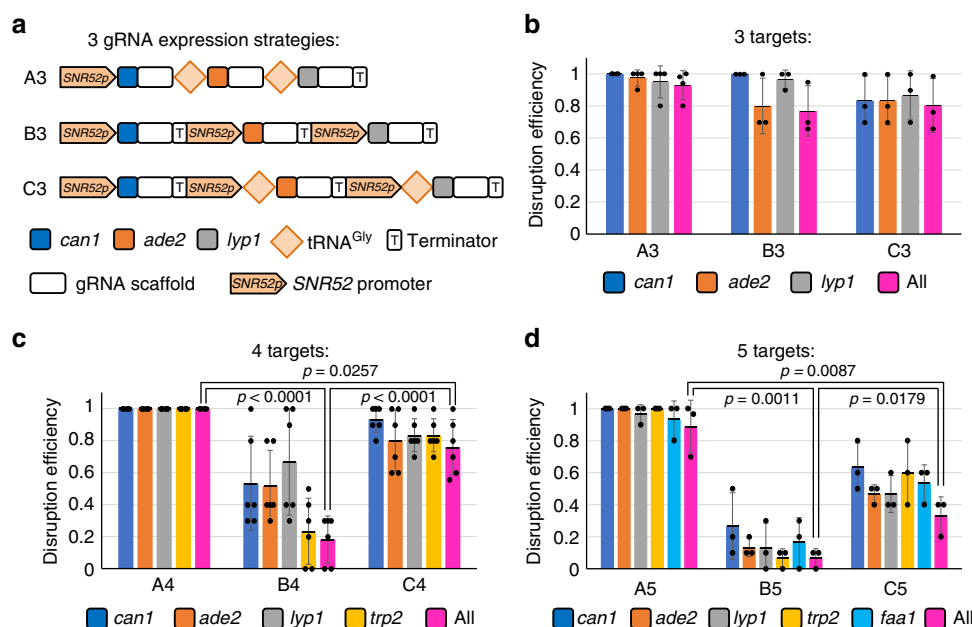 a
3 gRNA expression strategies:
A3 SNR52p T
B3 SNR52p T SNR52p T SNR52p T
C3 SNR52p T SNR52p T SNR52p T
can1 ade2 lyp1 tRNAGly T Terminator
gRNA scaffold SNR52p SNR52 promoter
b
3 targets:
Disruption efficiency
1
0.8
0.6
0.4
0.2
0
A3 B3 C3
can1 ade2 lyp1 All
c
4 targets:
p = 0.0257
p < 0.0001 p < 0.0001
Disruption efficiency
1
0.8
0.6
0.4
0.2
0
A4 B4 C4
can1 ade2 lyp1 trp2 All
d
5 targets:
p = 0.0087
p = 0.0011 p = 0.0179
Disruption efficiency
1
0.8
0.6
0.4
0.2
0
A5 B5 C5
can1 ade2 lyp1 trp2 faa1 All